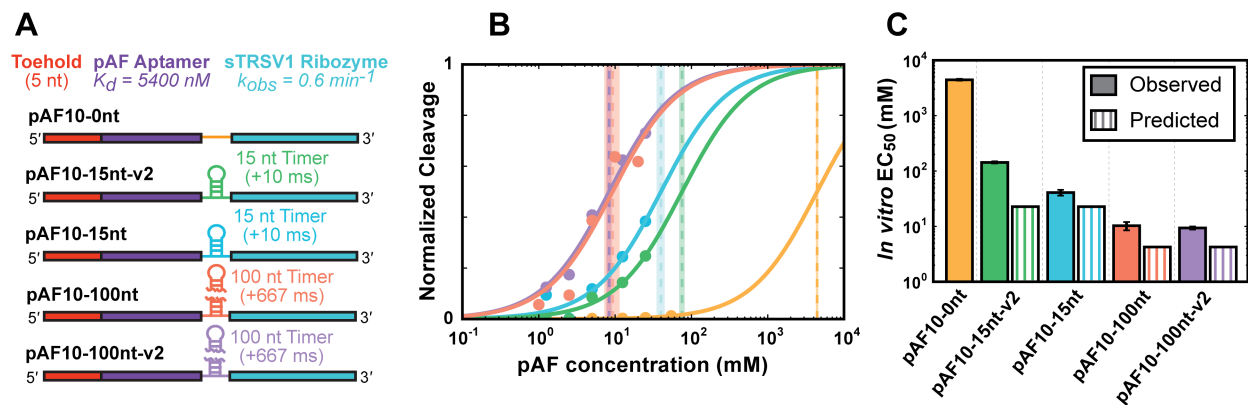 A
Toehold pAF Aptamer sTRSV1 Ribozyme
(5 nt) Kd = 5400 nM kobs = 0.6 min-1
pAF10-0nt
5′ 3′
pAF10-15nt-v2
15 nt Timer
(+10 ms)
5′ 3′
pAF10-15nt
15 nt Timer
(+10 ms)
5′ 3′
pAF10-100nt
100 nt Timer
(+667 ms)
5′ 3′
pAF10-100nt-v2
100 nt Timer
(+667 ms)
5′ 3′
B
Normalized Cleavage
1
0
10-1 100 101 102 103 104
pAF concentration (mM)
C
In vitro EC50 (mM)
104
103
102
101
100
Observed
Predicted
pAF10-0nt
pAF10-15nt-v2
pAF10-15nt
pAF10-100nt
pAF10-100nt-v2